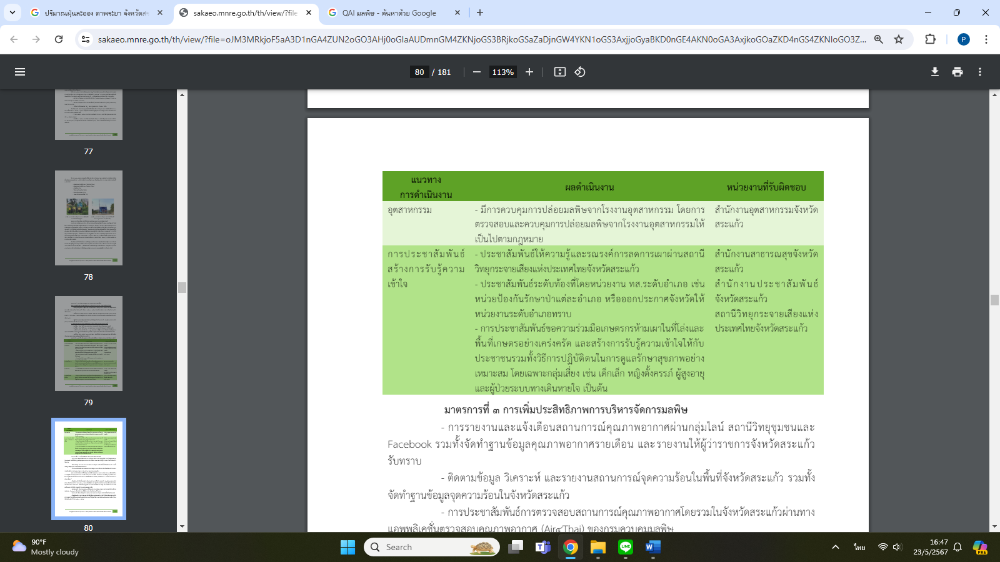 ปริมาณฝุ่นละออง ตาพระยา จังหวัดสร
sakaeo.mnre.go.th/th/view/?file
QAI มลพิษ - ค้นหาด้วย Google
sakaeo.mnre.go.th/th/view/?file=oJM3MRkjoF5aA3D1nGA4ZUN2oGO3AHj0oGIaAUDmnGM4ZKNjoGS3BRjkoGSaZaDjnGW4YKN1oGS3AxjjoGyaBKD0nGE4AKN0oGA3AxjkoGOaZKD4nGS4ZKNloGO3Z...
P
80 / 181
113%
77
78
79
80
แนวทาง
การดำเนินงาน
ผลดำเนินงาน
หน่วยงานที่รับผิดชอบ
อุตสาหกรรม
- มีการควบคุมการปล่อยมลพิษจากโรงงานอุตสาหกรรม โดยการ
ตรวจสอบและควบคุมการปล่อยมลพิษจากโรงงานอุตสาหกรรมให้
เป็นไปตามกฎหมาย
สำนักงานอุตสาหกรรมจังหวัด
สระแก้ว
การประชาสัมพันธ์
สร้างการรับรู้ความ
เข้าใจ
- ประชาสัมพันธ์ให้ความรู้และรณรงค์การลดการเผาผ่านสถานี
วิทยุกระจายเสียงแห่งประเทศไทยจังหวัดสระแก้ว
- ประชาสัมพันธ์ระดับท้องที่โดยหน่วยงาน ทส.ระดับอำเภอ เช่น
หน่วยป้องกันรักษาป่าแต่ละอำเภอ หรือออกประกาศจังหวัดให้
หน่วยงานระดับอำเภอทราบ
- การประชาสัมพันธ์ขอความร่วมมือเกษตรกรห้ามเผาในที่โล่งและ
พื้นที่เกษตรอย่างเคร่งครัด และสร้างการรับรู้ความเข้าใจให้กับ
ประชาชนรวมทั้งวิธีการปฏิบัติตนในการดูแลรักษาสุขภาพอย่าง
เหมาะสม โดยเฉพาะกลุ่มเสี่ยง เช่น เด็กเล็ก หญิงตั้งครรภ์ ผู้สูงอายุ
และผู้ป่วยระบบทางเดินหายใจ เป็นต้น
สำนักงานสาธารณสุขจังหวัด
สระแก้ว
สำนักงานประชาสัมพันธ์
จังหวัดสระแก้ว
สถานีวิทยุกระจายเสียงแห่ง
ประเทศไทยจังหวัดสระแก้ว
มาตรการที่ ๓ การเพิ่มประสิทธิภาพการบริหารจัดการมลพิษ
- การรายงานและแจ้งเตือนสถานการณ์คุณภาพอากาศผ่านกลุ่มไลน์ สถานีวิทยุชุมชนและ
Facebook รวมทั้งจัดทำฐานข้อมูลคุณภาพอากาศรายเดือน และรายงานให้ผู้ว่าราชการจังหวัดสระแก้ว
รับทราบ
- ติดตามข้อมูล วิเคราะห์ และรายงานสถานการณ์จุดความร้อนในพื้นที่จังหวัดสระแก้ว รวมทั้ง
จัดทำฐานข้อมูลจุดความร้อนในจังหวัดสระแก้ว
- การประชาสัมพันธ์การตรวจสอบสถานการณ์คุณภาพอากาศโดยรวมในจังหวัดสระแก้วผ่านทาง
แอพพลิเคชั่นตรวจสอบคุณภาพอากาศ (Air๔Thai) ของกรมควบคุมมลพิษ
90°F
Mostly cloudy
Search
ไทย
16:47
23/5/2567
PRE